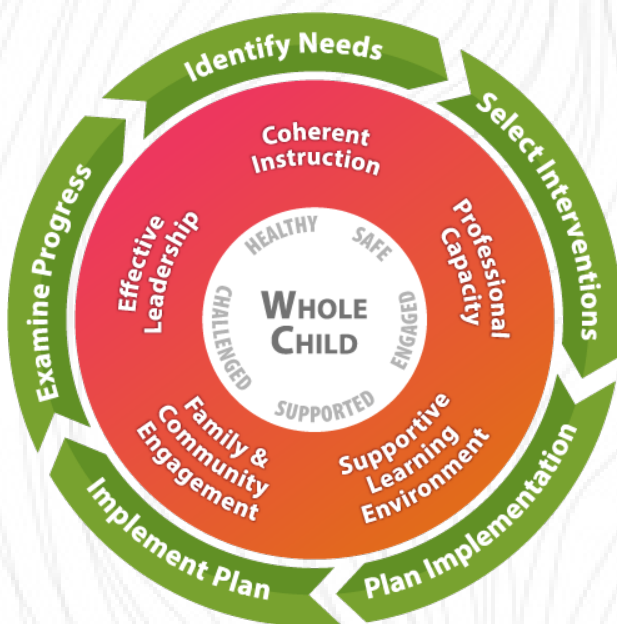 Identify Needs
Select Interventions
Plan Implementation
Implement Plan
Examine Progress
Coherent
Instruction
Professional
Capacity
Supportive
Learning
Environment
Family &
Community
Engagement
Effective
Leadership
HEALTHY
SAFE
ENGAGED
SUPPORTED
CHALLENGED
WHOLE
CHILD